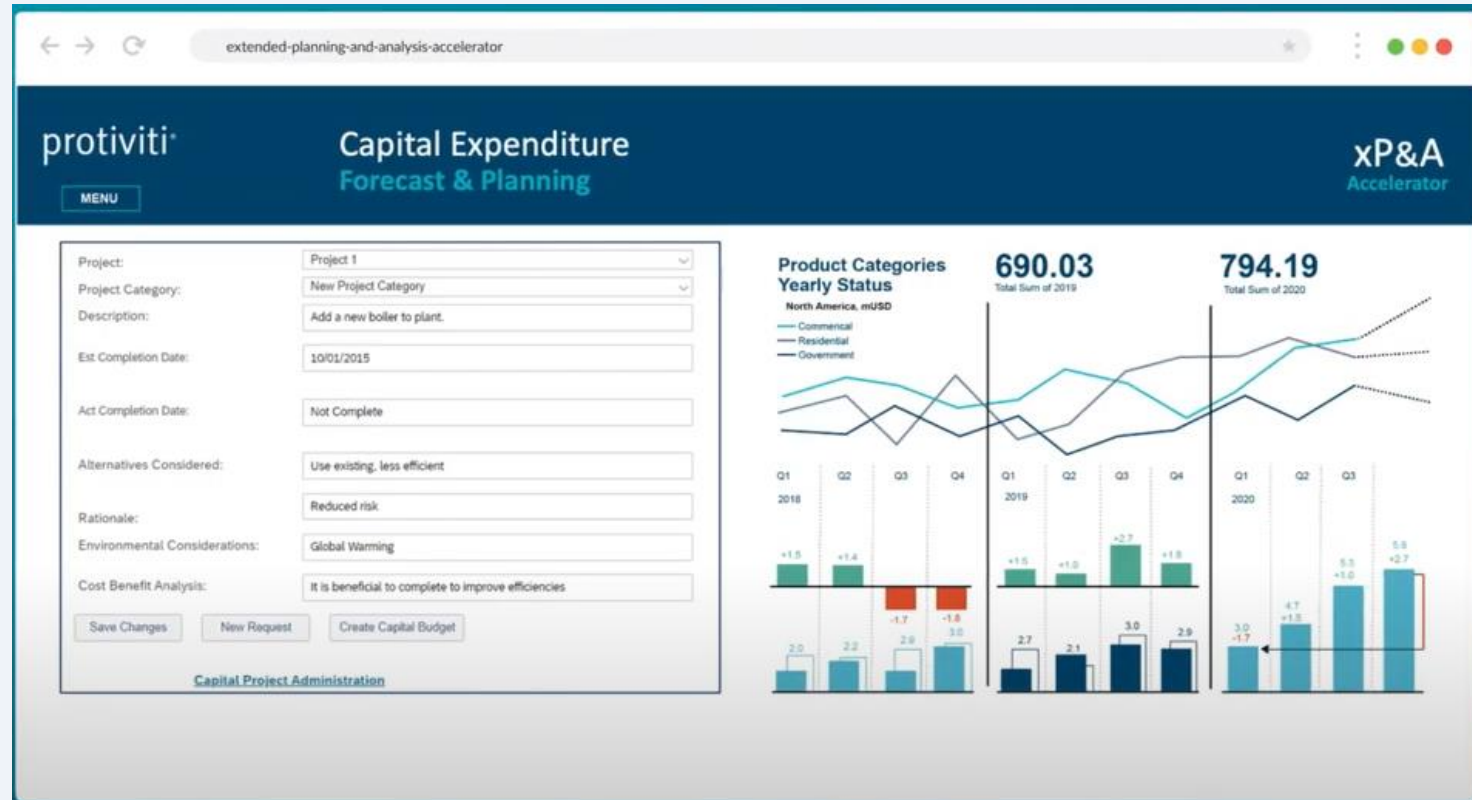 extended-planning-and-analysis-accelerator
protiviti
MENU
Capital Expenditure
Forecast & Planning
xP&A
Accelerator
Project: Project 1
Project Category: New Project Category
Description: Add a new boiler to plant.
Est Completion Date: 10/01/2015
Act Completion Date: Not Complete
Alternatives Considered: Use existing, less efficient
Rationale: Reduced risk
Environmental Considerations: Global Warming
Cost Benefit Analysis: It is beneficial to complete to improve efficiencies
Save Changes New Request Create Capital Budget
Capital Project Administration
Product Categories
Yearly Status
North America, mUSD
Commerical
Residential
Government
690.03
Total Sum of 2019
794.19
Total Sum of 2020
Q1 Q2 Q3 Q4 Q1 Q2 Q3 Q4 Q1 Q2 Q3
2018 2019 2020
+1.5 +1.4 -1.7 -1.8
+1.5 +1.0 +2.7 +1.8
2.0 2.2 2.9 3.0
2.7 2.1 3.0 2.9
3.0 4.7 5.5 5.8
-1.7 +1.5 +1.0 +2.7